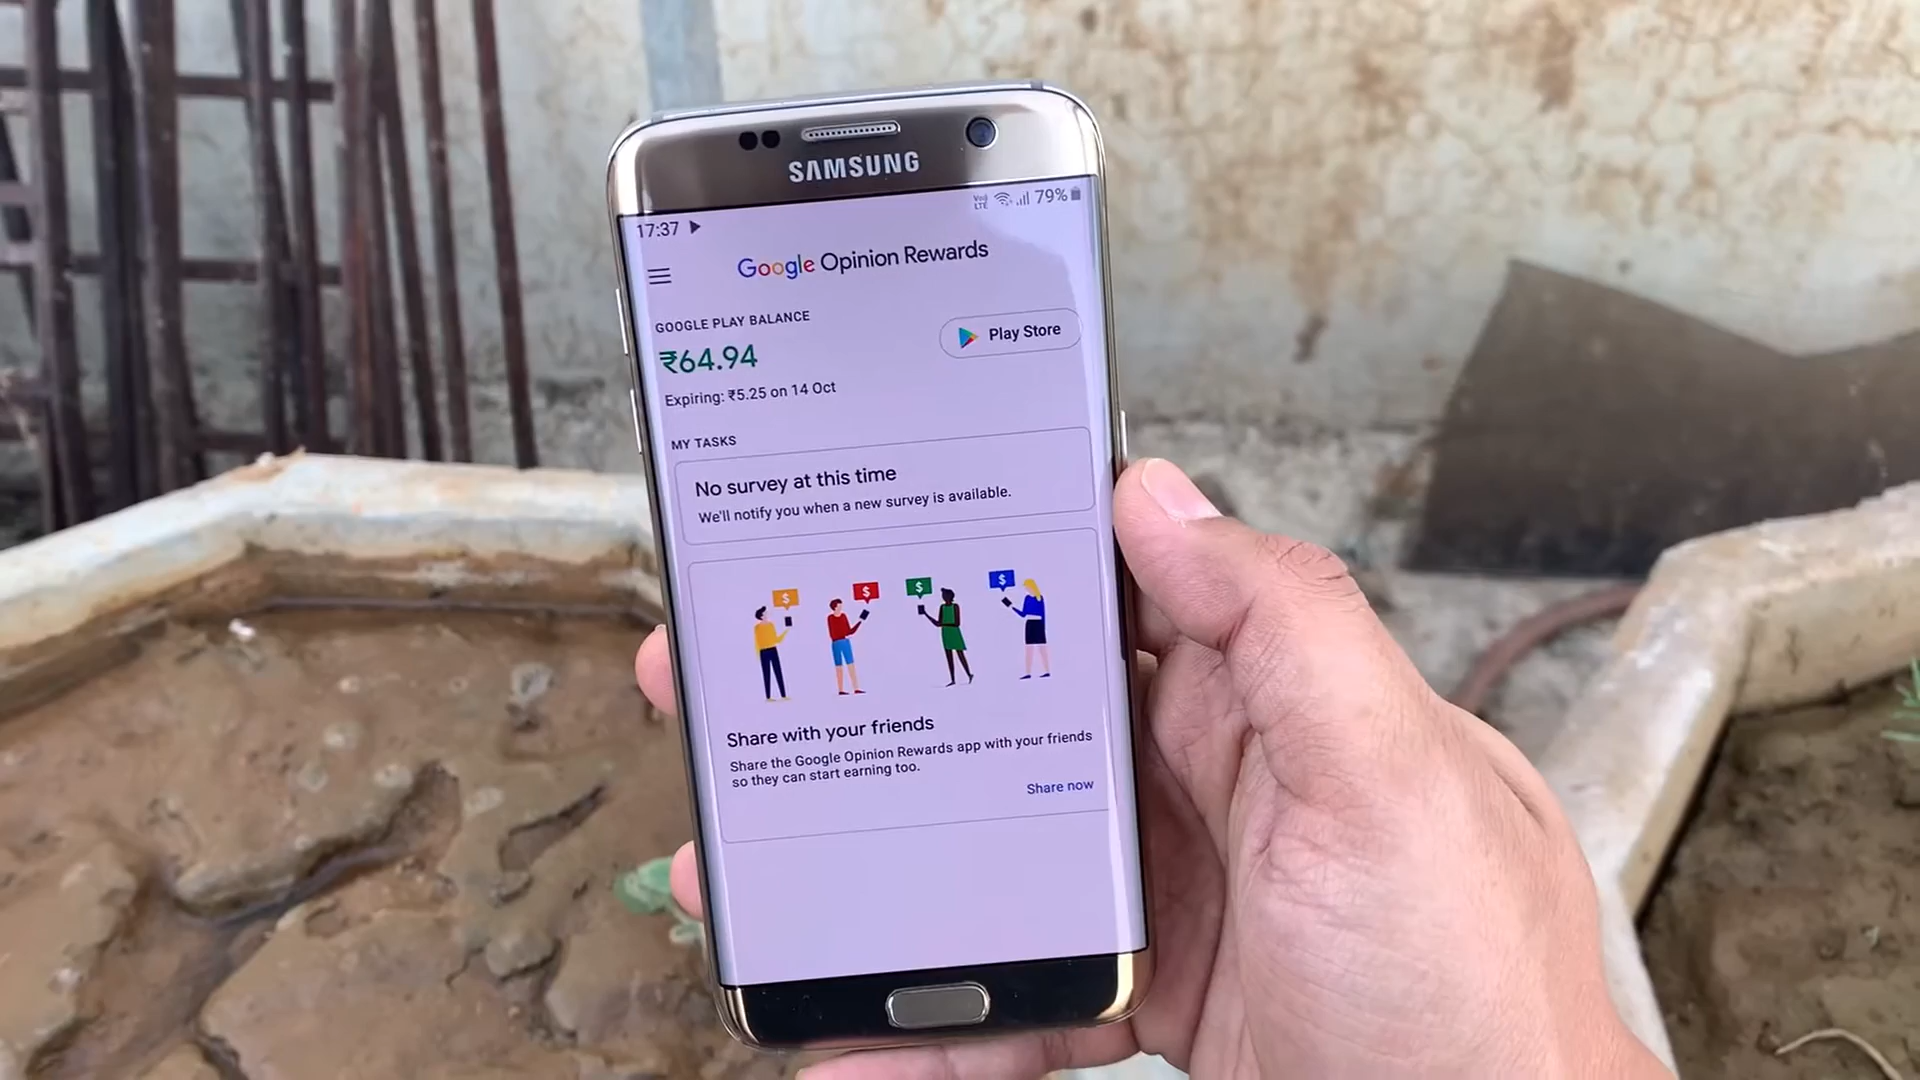 SAMSUNG
17:37
Vo) LTE 79%
Google Opinion Rewards
GOOGLE PLAY BALANCE
₹64.94
Play Store
Expiring: ₹5.25 on 14 Oct
MY TASKS
No survey at this time
We'll notify you when a new survey is available.
$ $ $ $
Share with your friends
Share the Google Opinion Rewards app with your friends
so they can start earning too.
Share now